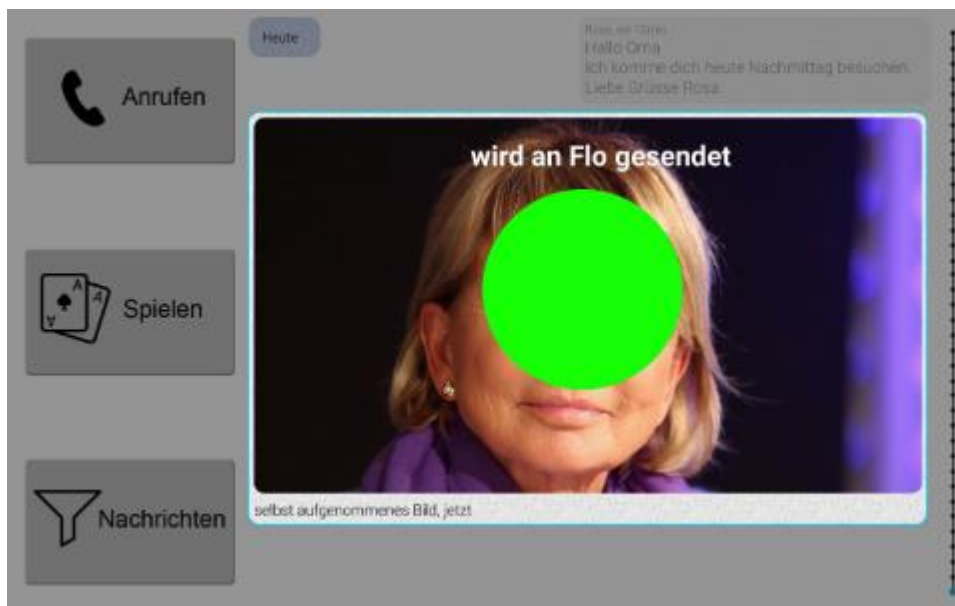 Anrufen
Spielen
Nachrichten
Heute
Hallo Oma
Ich komme dich heute Nachmittag besuchen.
Liebe Grüsse Rosa
wird an Flo gesendet
A
A
A
selbst aufgenommenes Bild, jetzt